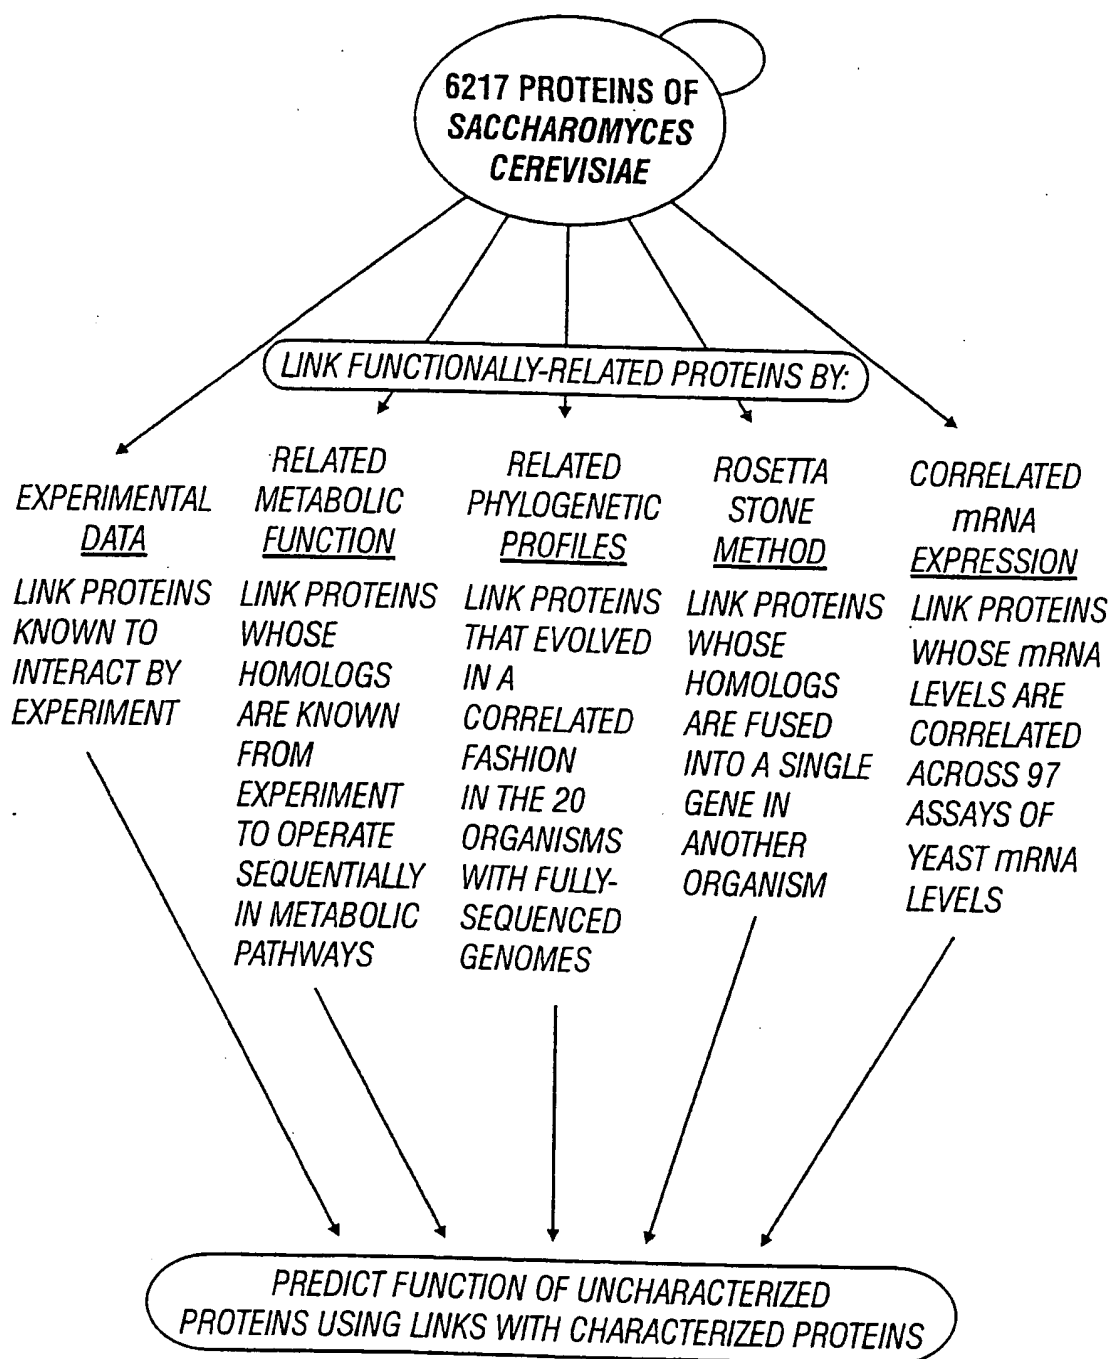 6217 PROTEINS OF
SACCHAROMYCES
CEREVISIAE
LINK FUNCTIONALLY-RELATED PROTEINS BY:
EXPERIMENTAL
DATA
LINK PROTEINS
KNOWN TO
INTERACT BY
EXPERIMENT
RELATED
METABOLIC
FUNCTION
LINK PROTEINS
WHOSE
HOMOLOGS
ARE KNOWN
FROM
EXPERIMENT
TO OPERATE
SEQUENTIALLY
IN METABOLIC
PATHWAYS
RELATED
PHYLOGENETIC
PROFILES
LINK PROTEINS
THAT EVOLVED
IN A
CORRELATED
FASHION
IN THE 20
ORGANISMS
WITH FULLY-
SEQUENCED
GENOMES
ROSETTA
STONE
METHOD
LINK PROTEINS
WHOSE
HOMOLOGS
ARE FUSED
INTO A SINGLE
GENE IN
ANOTHER
ORGANISM
CORRELATED
mRNA
EXPRESSION
LINK PROTEINS
WHOSE mRNA
LEVELS ARE
CORRELATED
ACROSS 97
ASSAYS OF
YEAST mRNA
LEVELS
PREDICT FUNCTION OF UNCHARACTERIZED
PROTEINS USING LINKS WITH CHARACTERIZED PROTEINS